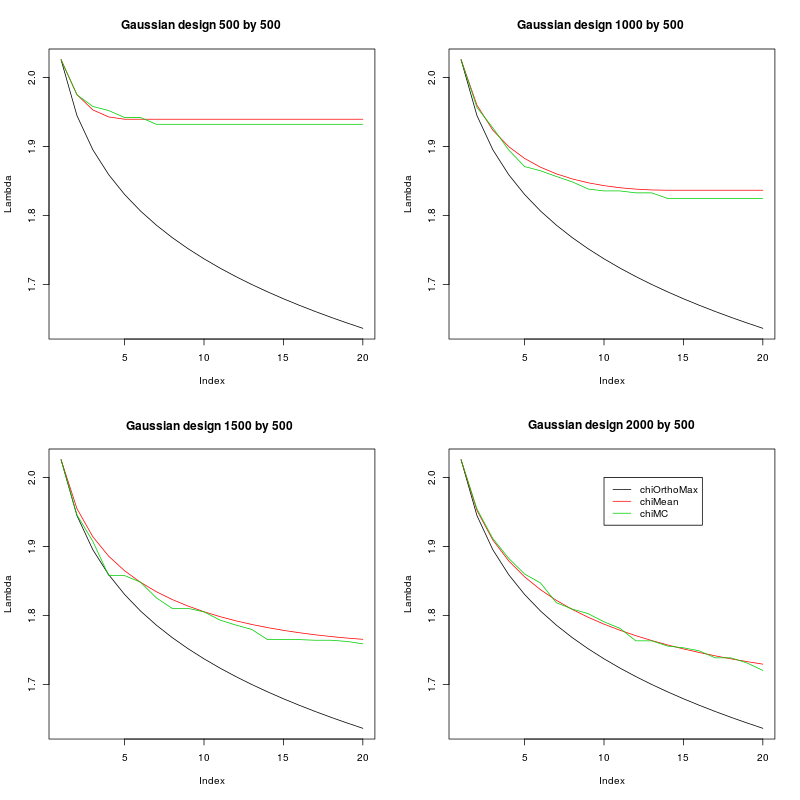 Gaussian design 500 by 500
Lambda
2.0
1.9
1.8
1.7
5 10 15 20
Index
Gaussian design 1000 by 500
Lambda
2.0
1.9
1.8
1.7
5 10 15 20
Index
Gaussian design 1500 by 500
Lambda
2.0
1.9
1.8
1.7
5 10 15 20
Index
Gaussian design 2000 by 500
Lambda
2.0
1.9
1.8
1.7
chiOrthoMax
chiMean
chiMC
5 10 15 20
Index